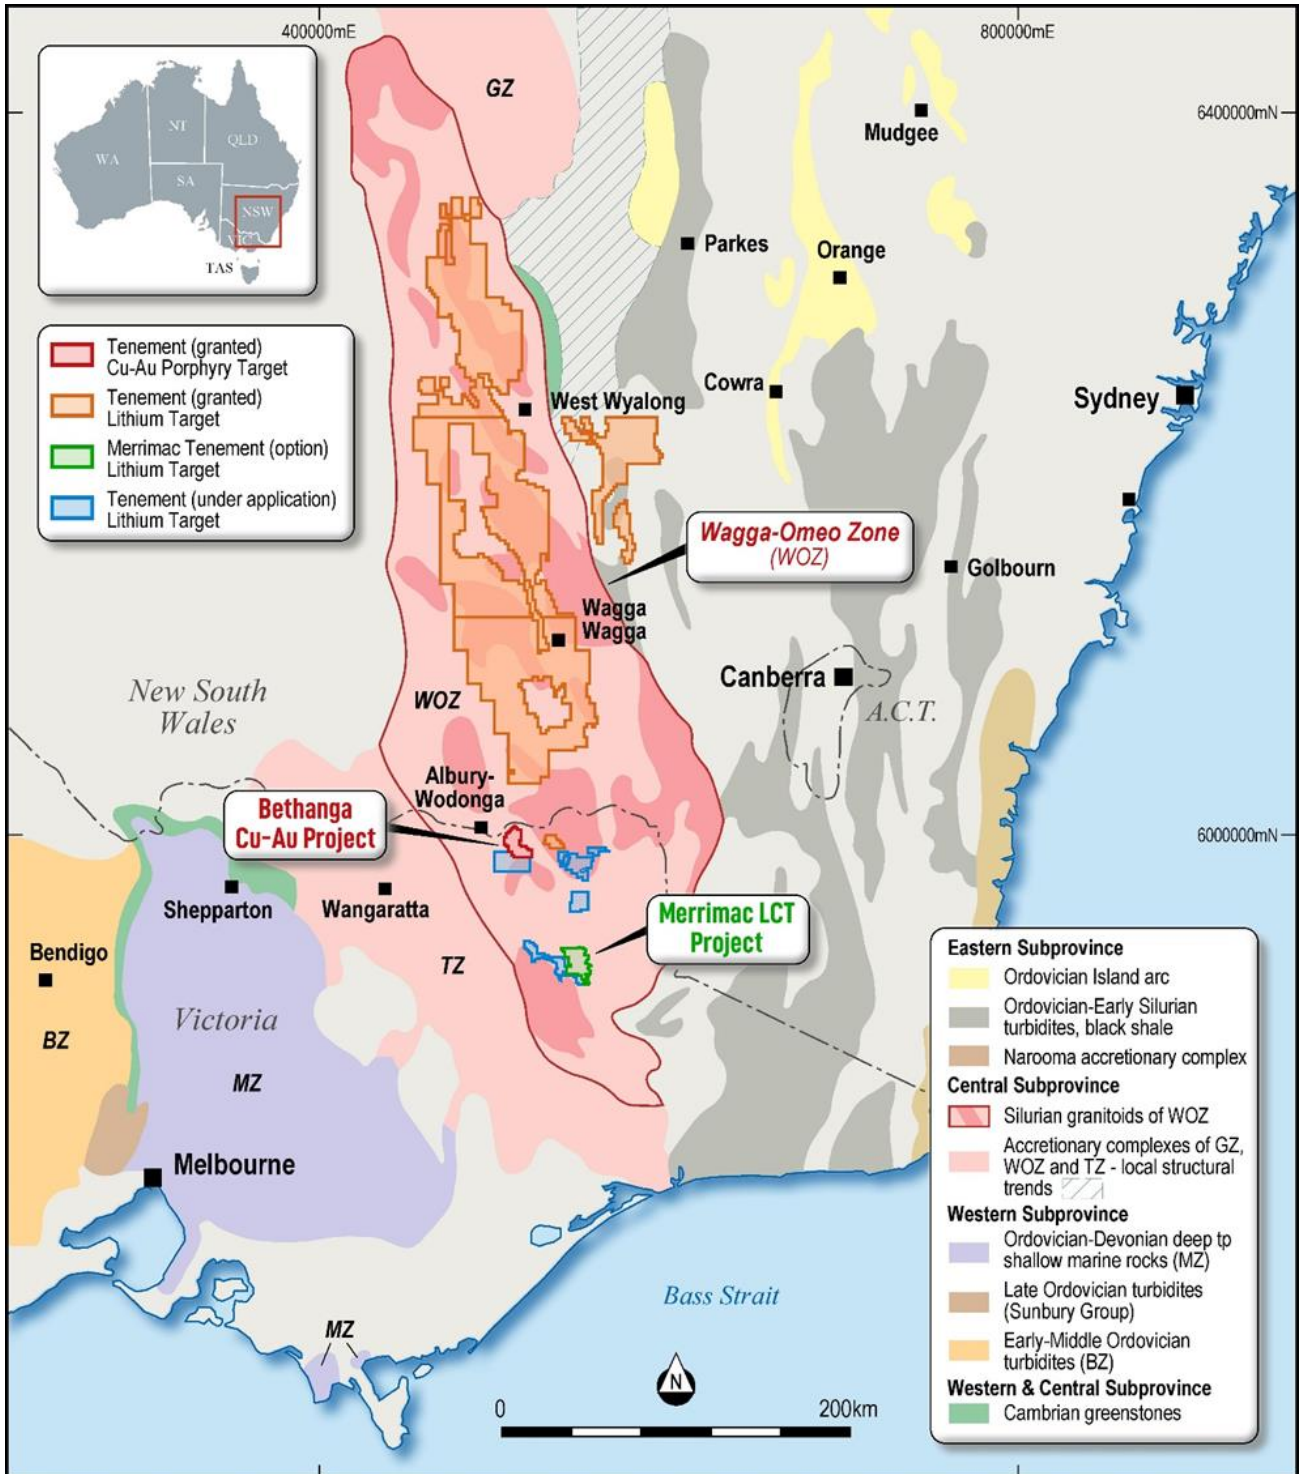 400000mE
800000mE
6400000mN
6000000mN
WA
NT
QLD
SA
NSW
VIC
TAS
Tenement (granted)
Cu-Au Porphyry Target
Tenement (granted)
Lithium Target
Merrimac Tenement (option)
Lithium Target
Tenement (under application)
Lithium Target
GZ
Mudgee
Parkes
Orange
Cowra
West Wyalong
Sydney
Wagga-Omeo Zone
(WOZ)
Golbourn
Wagga
Wagga
Canberra
A.C.T.
New South
Wales
WOZ
Albury-
Wodonga
Bethanga
Cu-Au Project
Shepparton
Wangaratta
Merrimac LCT
Project
Bendigo
TZ
Victoria
BZ
MZ
Melbourne
MZ
Bass Strait
N
0
200km
Eastern Subprovince
Ordovician Island arc
Ordovician-Early Silurian
turbidites, black shale
Narooma accretionary complex
Central Subprovince
Silurian granitoids of WOZ
Accretionary complexes of GZ,
WOZ and TZ - local structural
trends
Western Subprovince
Ordovician-Devonian deep tp
shallow marine rocks (MZ)
Late Ordovician turbidites
(Sunbury Group)
Early-Middle Ordovician
turbidites (BZ)
Western & Central Subprovince
Cambrian greenstones